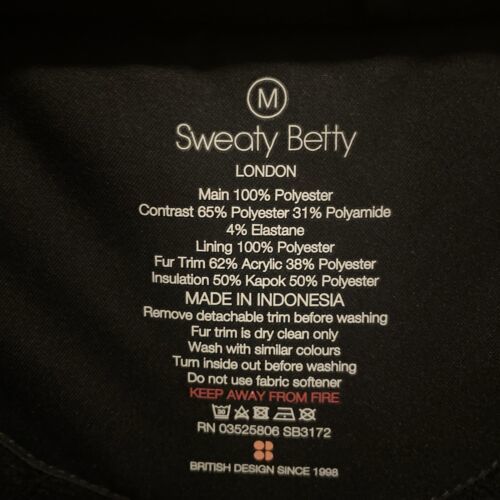 M
Sweaty Betty
LONDON
Main 100% Polyester
Contrast 65% Polyester 31% Polyamide
4% Elastane
Lining 100% Polyester
Fur Trim 62% Acrylic 38% Polyester
Insulation 50% Kapok 50% Polyester
MADE IN INDONESIA
Remove detachable trim before washing
Fur trim is dry clean only
Wash with similar colours
Turn inside out before washing
Do not use fabric softener
KEEP AWAY FROM FIRE
RN 03525806 SB3172
BRITISH DESIGN SINCE 1998